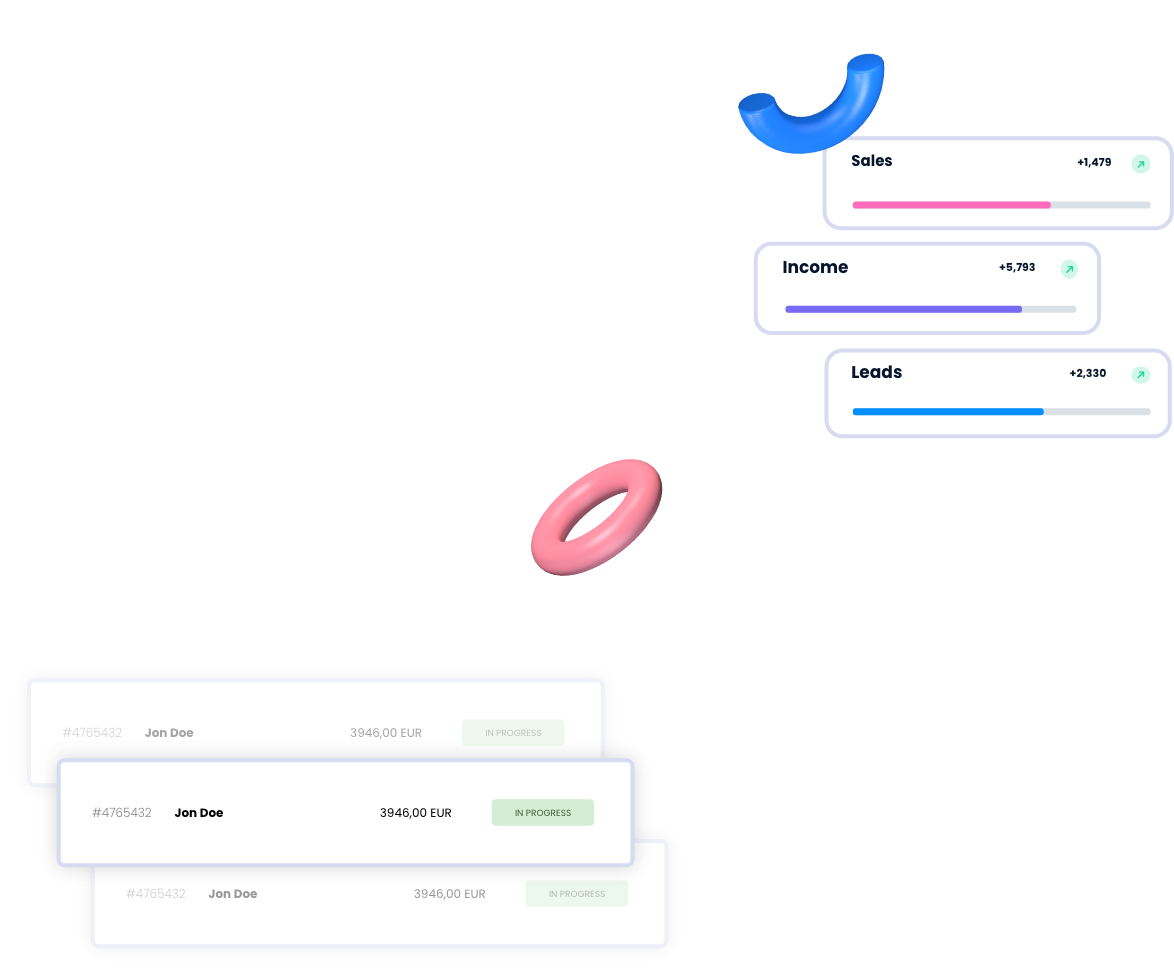 Sales +1,479
Income +5,793
Leads +2,330
#4765432 Jon Doe 3946,00 EUR IN PROGRESS
#4765432 Jon Doe 3946,00 EUR IN PROGRESS
#4765432 Jon Doe 3946,00 EUR IN PROGRESS